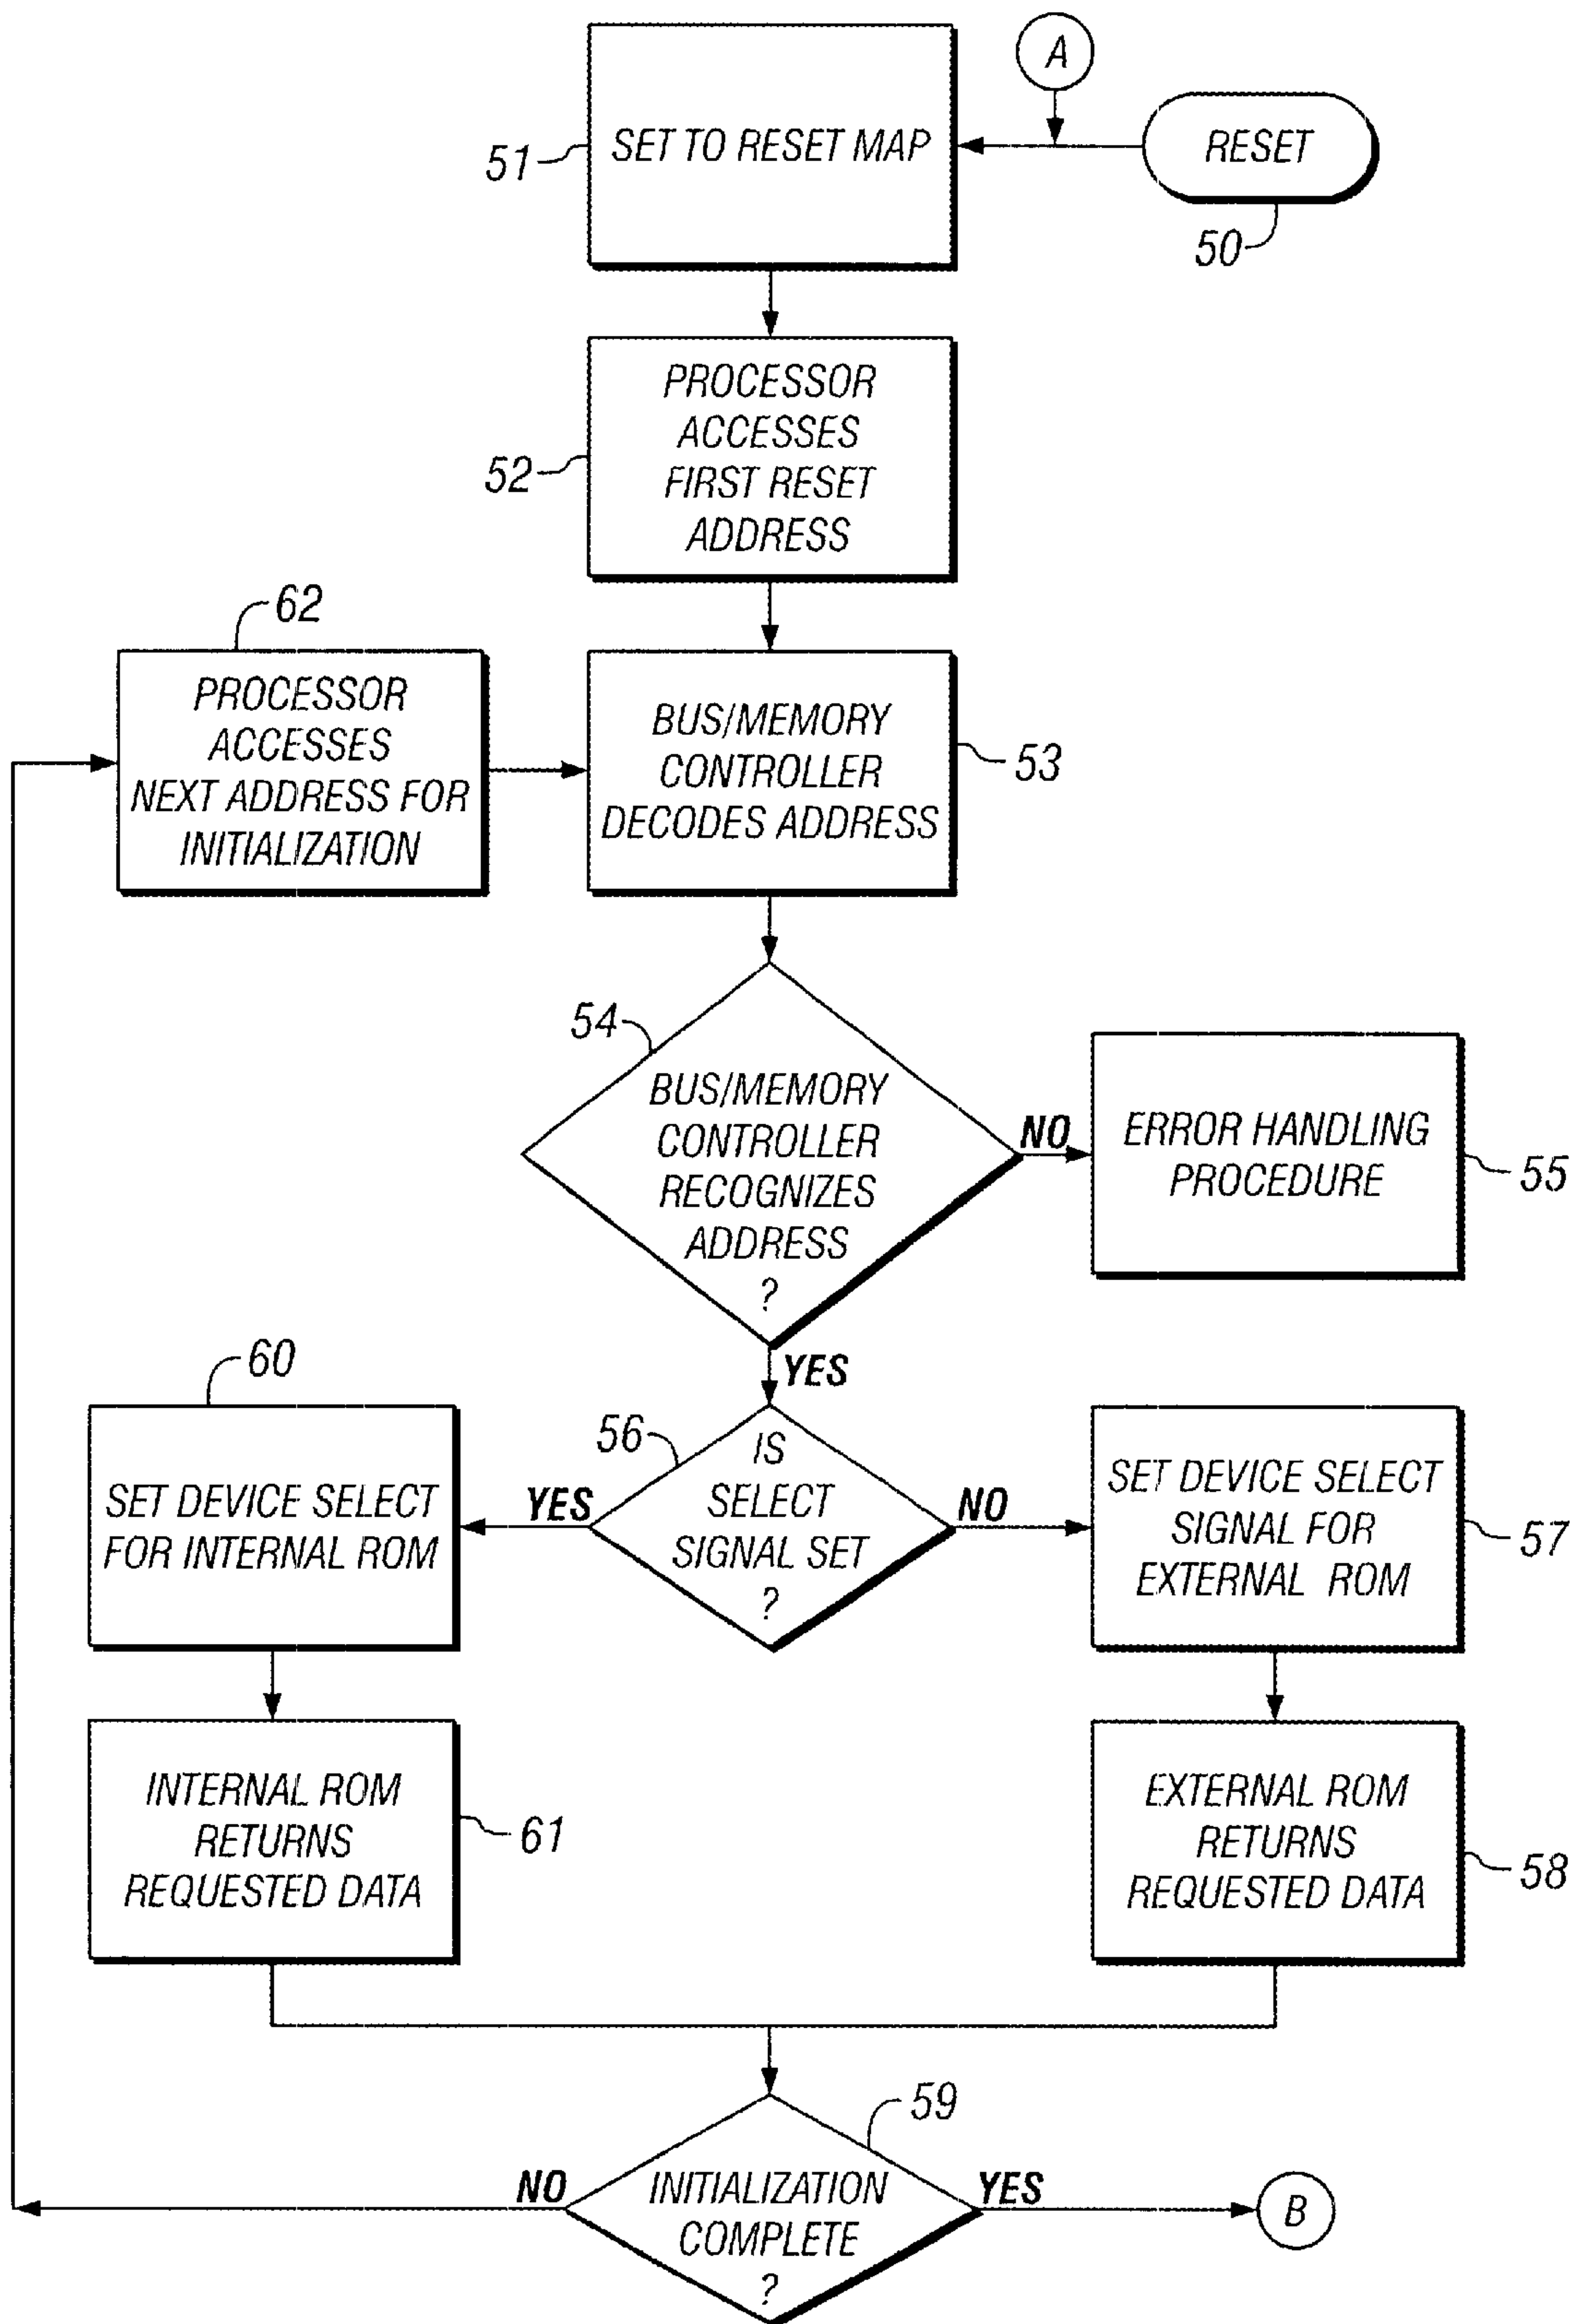 A
SET TO RESET MAP
RESET
51
50
PROCESSOR
ACCESSES
FIRST RESET
ADDRESS
52
62
PROCESSOR
ACCESSES
NEXT ADDRESS FOR
INITIALIZATION
BUS/MEMORY
CONTROLLER
DECODES ADDRESS
53
54
BUS/MEMORY
CONTROLLER
RECOGNIZES
ADDRESS
?
NO
ERROR HANDLING
PROCEDURE
55
YES
60
56
IS
SELECT
SIGNAL SET
?
YES
NO
SET DEVICE SELECT
FOR INTERNAL ROM
SET DEVICE SELECT
SIGNAL FOR
EXTERNAL ROM
57
INTERNAL ROM
RETURNS
REQUESTED DATA
61
EXTERNAL ROM
RETURNS
REQUESTED DATA
58
59
NO
INITIALIZATION
COMPLETE
?
YES
B